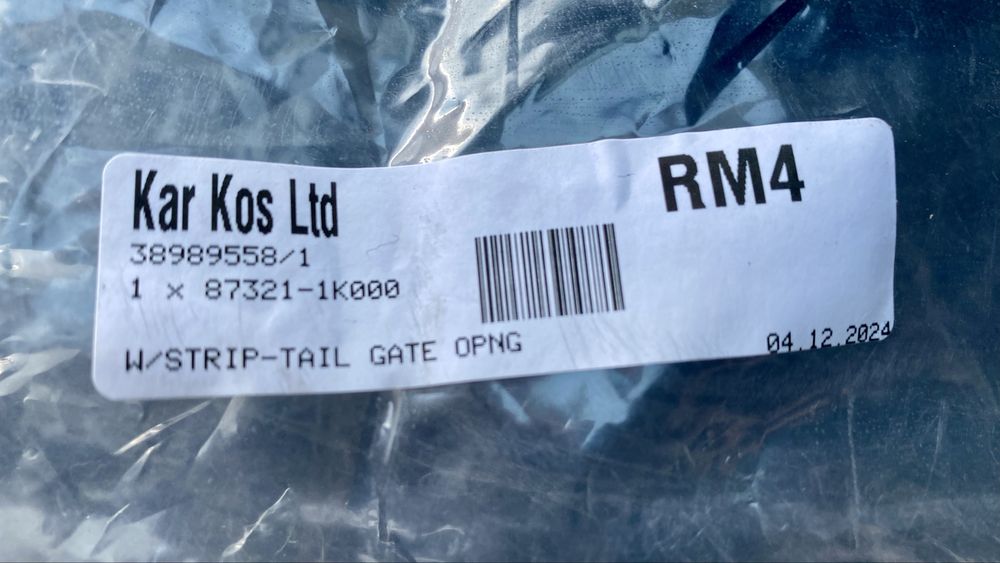 Kar Kos Ltd
RM4
38989558/1
1 x 87321-1K000
W/STRIP-TAIL GATE OPNG
04.12.2024